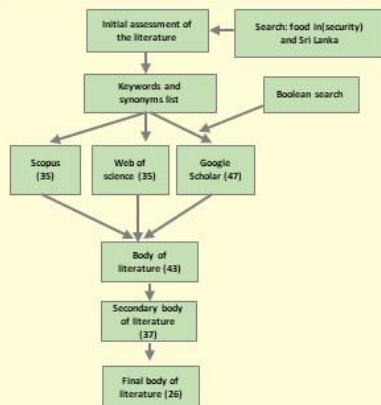 Initial assessment of
the literature
Search: food in(security)
and Sri Lanka
Keywords and
synonyms list
Boolean search
Scopus
(35)
Web of
science (35)
Google
Scholar (47)
Body of
literature (43)
Secondary body
of literature
(37)
Final body of
literature (26)